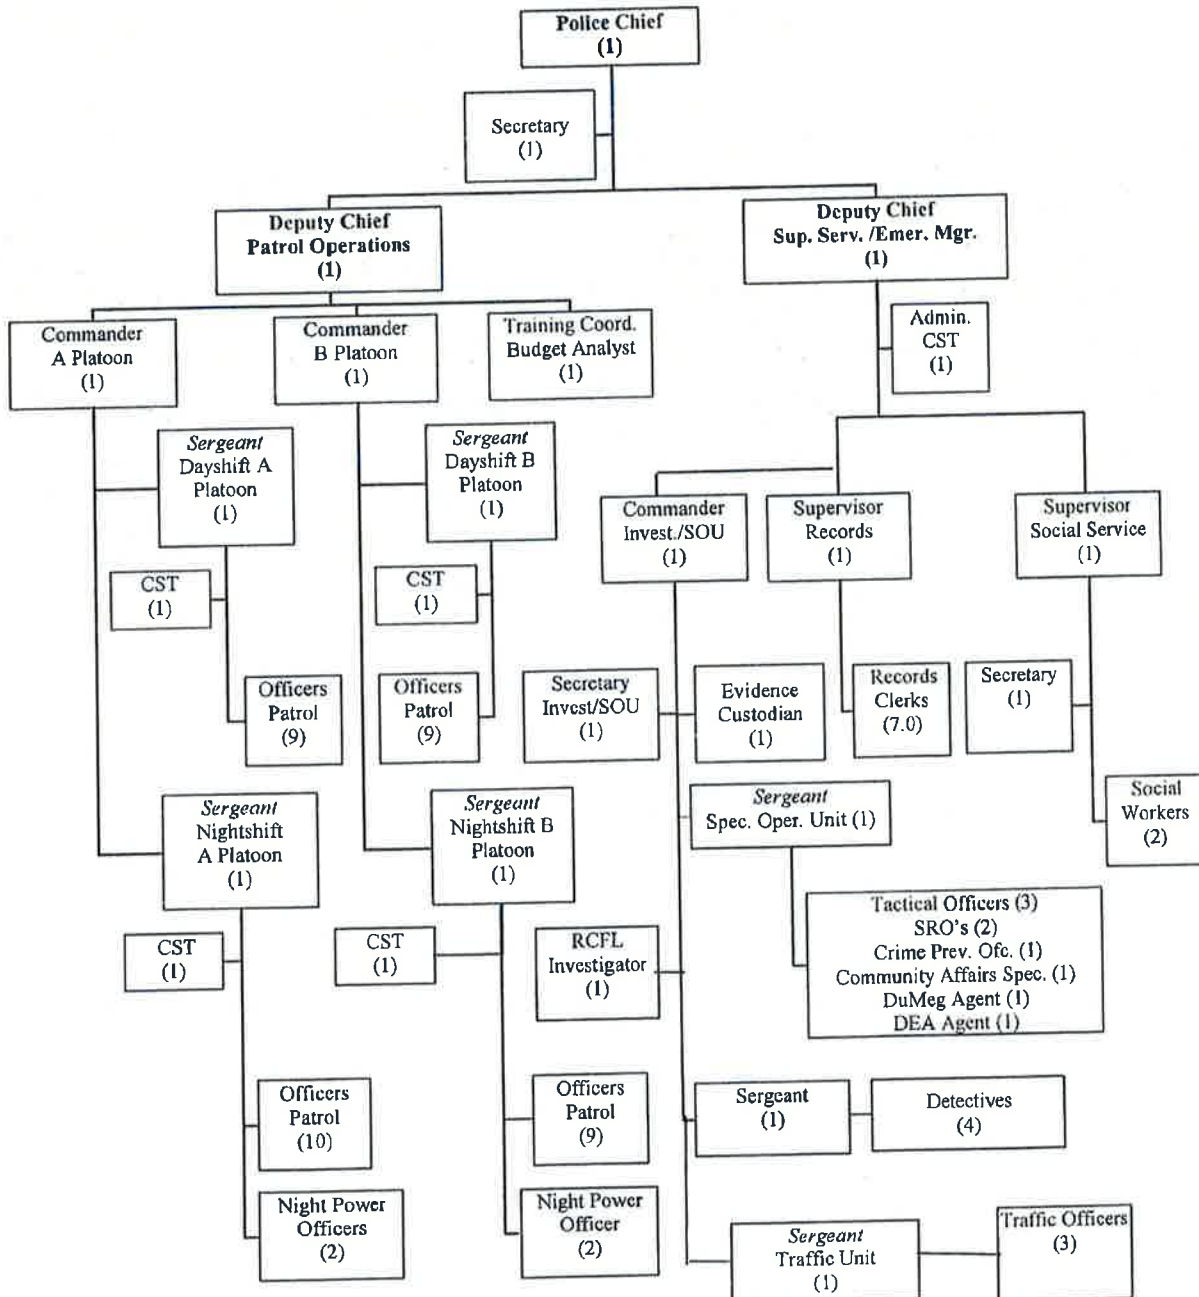 Police Chief
(1)
Secretary
(1)
Deputy Chief
Patrol Operations
(1)
Deputy Chief
Sup. Serv. /Emer. Mgr.
(1)
Commander
A Platoon
(1)
Commander
B Platoon
(1)
Training Coord.
Budget Analyst
(1)
Admin.
CST
(1)
Sergeant
Dayshift A
Platoon
(1)
Sergeant
Dayshift B
Platoon
(1)
Commander
Invest./SOU
(1)
Supervisor
Records
(1)
Supervisor
Social Service
(1)
CST
(1)
CST
(1)
Officers
Patrol
(9)
Officers
Patrol
(9)
Secretary
Invest/SOU
(1)
Evidence
Custodian
(1)
Records
Clerks
(7.0)
Secretary
(1)
Social
Workers
(2)
Sergeant
Nightshift
A Platoon
(1)
Sergeant
Nightshift B
Platoon
(1)
Sergeant
Spec. Oper. Unit (1)
Tactical Officers (3)
SRO's (2)
Crime Prev. Ofc. (1)
Community Affairs Spec. (1)
DuMeg Agent (1)
DEA Agent (1)
CST
(1)
CST
(1)
RCFL
Investigator
(1)
Officers
Patrol
(10)
Officers
Patrol
(9)
Sergeant
(1)
Detectives
(4)
Night Power
Officers
(2)
Night Power
Officer
(2)
Sergeant
Traffic Unit
(1)
Traffic Officers
(3)